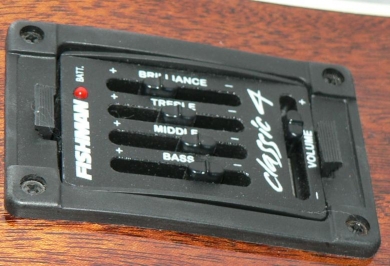 FISHMAN
BATT.
+ BRILLIANCE -
+ TREBLE -
+ MIDDLE -
+ BASS -
classic 4
+ VOLUME -